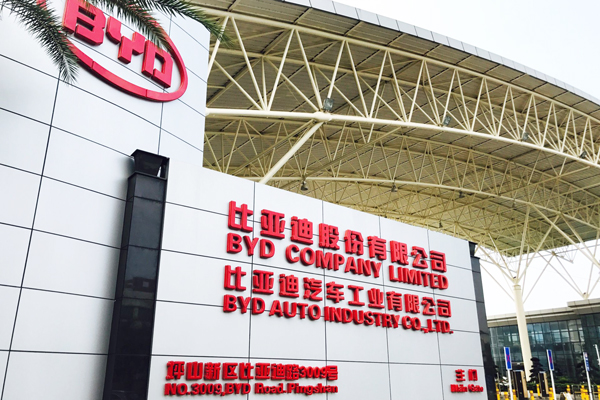 BYD
比亚迪股份有限公司
BYD COMPANY LIMITED
比亚迪汽车工业有限公司
BYD AUTO INDUSTRY CO.,LTD.
坪山新区比亚迪路3009号
NO.3009,BYD Road,Pingshan